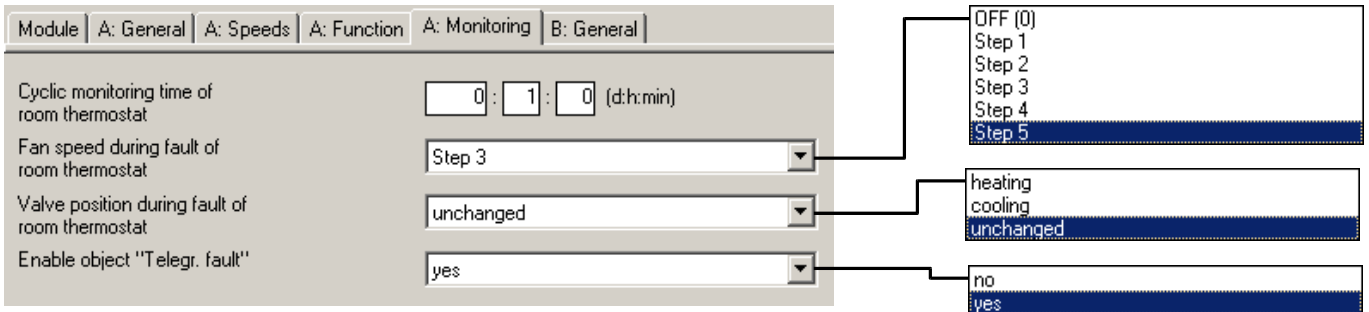 Module A: General A: Speeds A: Function A: Monitoring B: General
Cyclic monitoring time of
room thermostat
0 : 1 : 0 (d:h:min)
Fan speed during fault of
room thermostat
Step 3
Valve position during fault of
room thermostat
unchanged
Enable object "Telegr. fault"
yes
OFF (0)
Step 1
Step 2
Step 3
Step 4
Step 5
heating
cooling
unchanged
no
yes